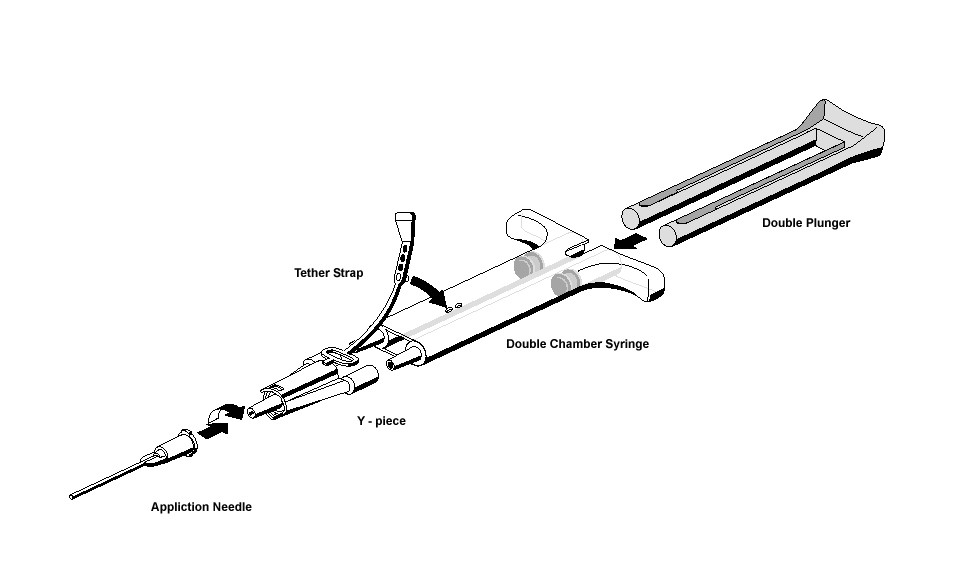 Double Plunger
Tether Strap
Double Chamber Syringe
Y - piece
Appliction Needle